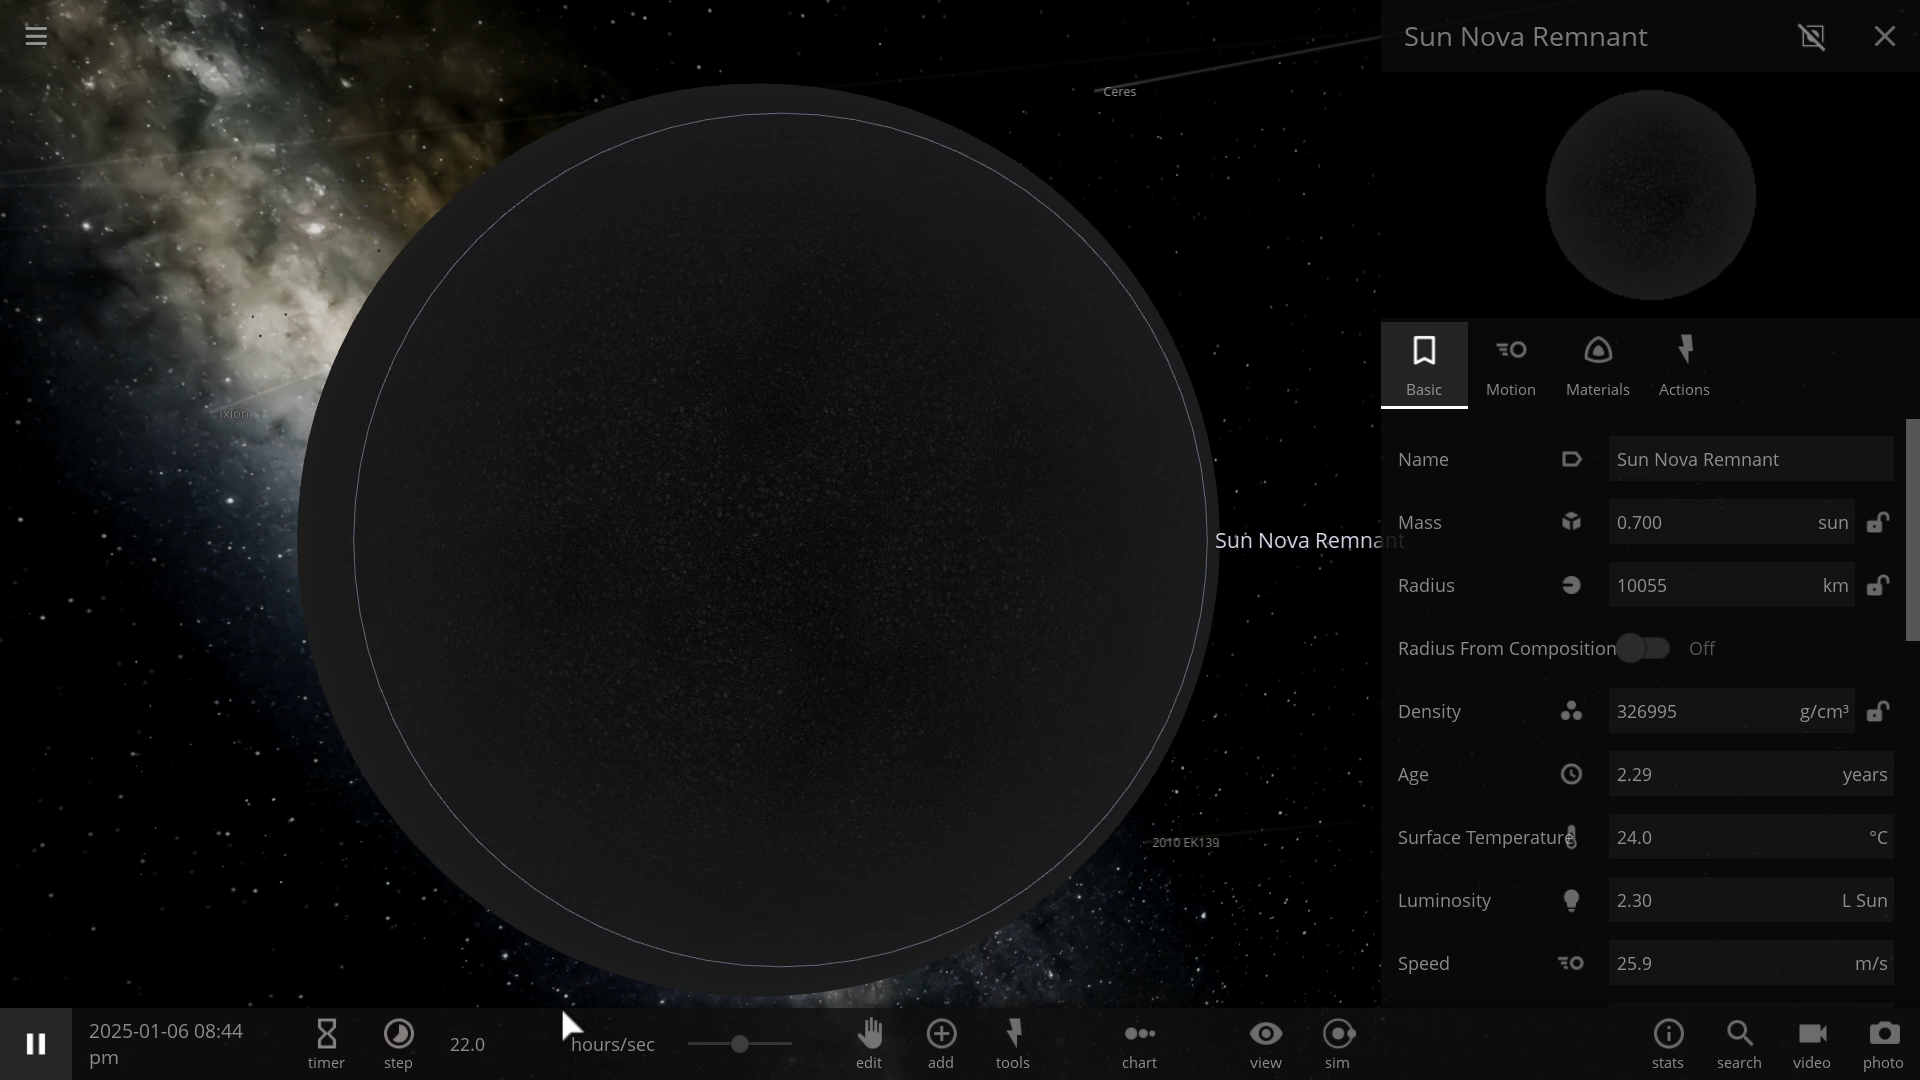 Sun Nova Remnant
Ceres
Ixion
Sun Nova Remnant
2010 EK139
Basic
Motion
Materials
Actions
Name
Sun Nova Remnant
Mass
0.700 sun
Radius
10055 km
Radius From Composition
Off
Density
326995 g/cm³
Age
2.29 years
Surface Temperature
24.0 °C
Luminosity
2.30 L Sun
Speed
25.9 m/s
2025-01-06 08:44
pm
timer
step
22.0 hours/sec
edit
add
tools
chart
view
sim
stats
search
video
photo